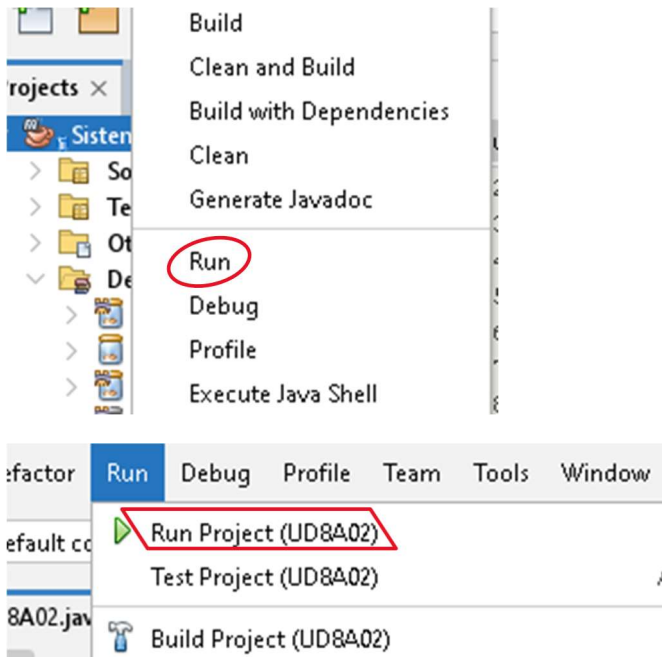 Build
Clean and Build
rojects ×
Build with Dependencies
Sisten
Clean
So
Te
Generate Javadoc
Ot
Run
De
Debug
Profile
Execute Java Shell
efactor Run Debug Profile Team Tools Window
efault co
Run Project (UD8A02)
Test Project (UD8A02)
8A02.jav
Build Project (UD8A02)